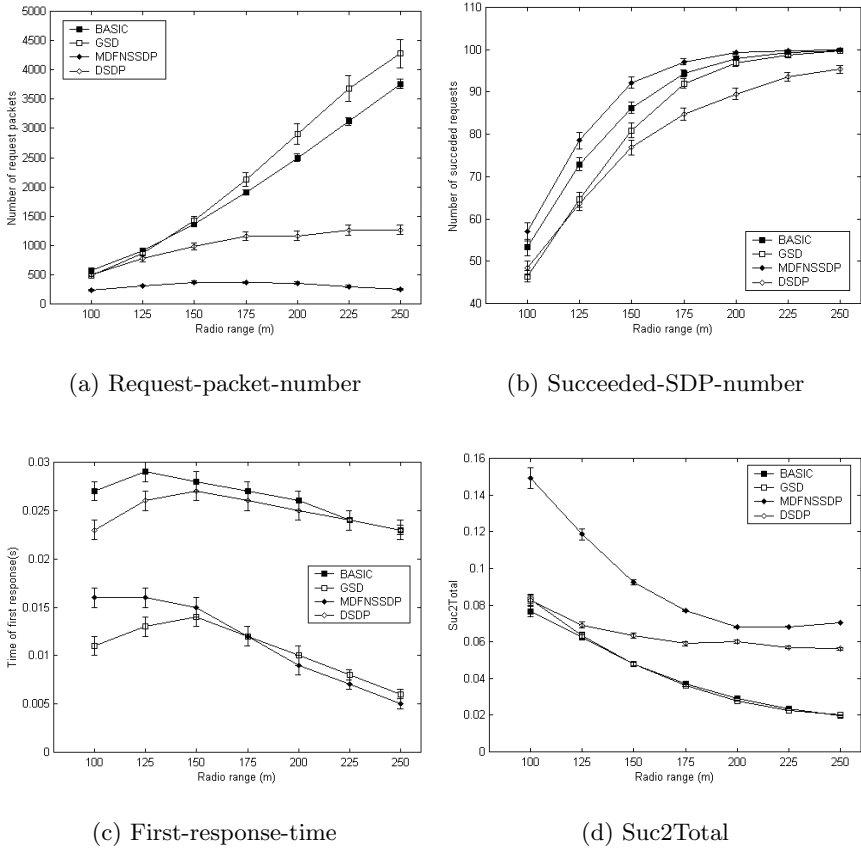 5000
4500
4000
3500
3000
2500
2000
1500
1000
500
0
Number of request packets
BASIC
GSD
MDFNSSDP
DSDP
100 125 150 175 200 225 250
Radio range (m)
(a) Request-packet-number
100
90
80
70
60
50
40
Number of succeded requests
BASIC
GSD
MDFNSSDP
DSDP
100 125 150 175 200 225 250
Radio range (m)
(b) Succeeded-SDP-number
0.03
0.025
0.02
0.015
0.01
0.005
0
Time of first response(s)
BASIC
GSD
MDFNSSDP
DSDP
100 125 150 175 200 225 250
Radio range (m)
(c) First-response-time
0.16
0.14
0.12
0.1
0.08
0.06
0.04
0.02
0
Suc2Total
BASIC
GSD
MDFNSSDP
DSDP
100 125 150 175 200 225 250
Radio range (m)
(d) Suc2Total